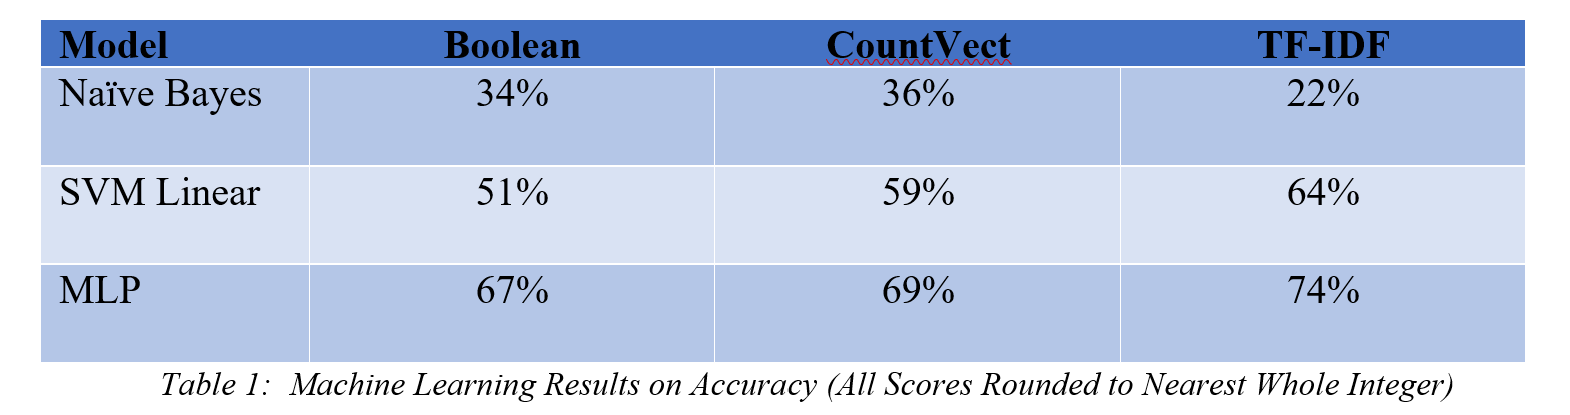 Model Boolean CountVect TF-IDF
Naïve Bayes 34% 36% 22%
SVM Linear 51% 59% 64%
MLP 67% 69% 74%
Table 1:  Machine Learning Results on Accuracy (All Scores Rounded to Nearest Whole Integer)